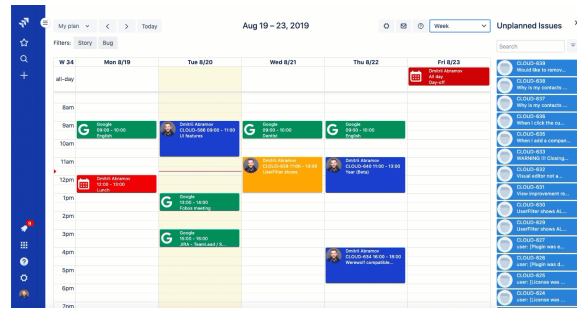 My plan
Today
Aug 19 – 23, 2019
Week
Unplanned Issues
Filters:
Story
Bug
Search
W 34
Mon 8/19
Tue 8/20
Wed 8/21
Thu 8/22
Fri 8/23
all-day
Dmitrii Abramov
All day
Day-off
8am
9am
Google
09:00 - 10:00
English
Dmitrii Abramov
CLOUD-566 09:00 - 11:00
UI features
Google
09:00 - 10:00
Dentist
Google
09:00 - 10:00
English
10am
11am
Dmitrii Abramov
CLOUD-629 11:00 - 13:00
UserFilter shows
Dmitrii Abramov
CLOUD-640 11:00 - 13:00
Year (Beta)
12pm
Dmitrii Abramov
12:00 - 13:00
Lunch
1pm
Google
13:00 - 14:00
Fobos meeting
2pm
3pm
Google
15:00 - 16:00
JIRA - TeamLead / S...
4pm
Dmitrii Abramov
CLOUD-634 16:00 - 18:00
Werewolf compatible...
5pm
6pm
7pm
CLOUD-639
Would like to remov...
CLOUD-638
Why is my contacts ...
CLOUD-637
Why is my contacts ...
CLOUD-636
When I click the cu...
CLOUD-635
When I add a compan...
CLOUD-633
WARNING !!! Closing...
CLOUD-632
Visual editor not a...
CLOUD-631
View improvement re...
CLOUD-630
UserFilter shows AL...
CLOUD-629
UserFilter shows AL...
CLOUD-627
user: [Plugin was e...
CLOUD-626
user: [Plugin was d...
CLOUD-625
user: [License was ...
CLOUD-624
user: [License was ...